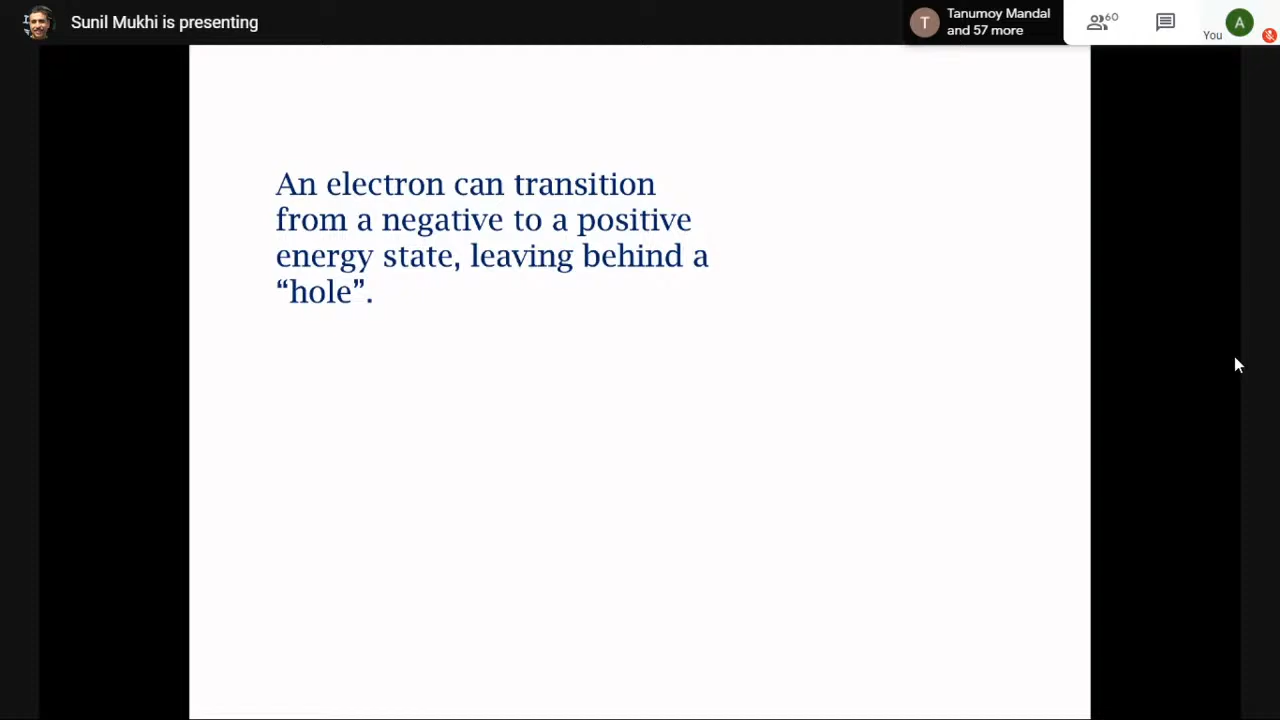 Sunil Mukhi is presenting
T
Tanumoy Mandal
and 57 more
60
You
A
An electron can transition
from a negative to a positive
energy state, leaving behind a
“hole”.